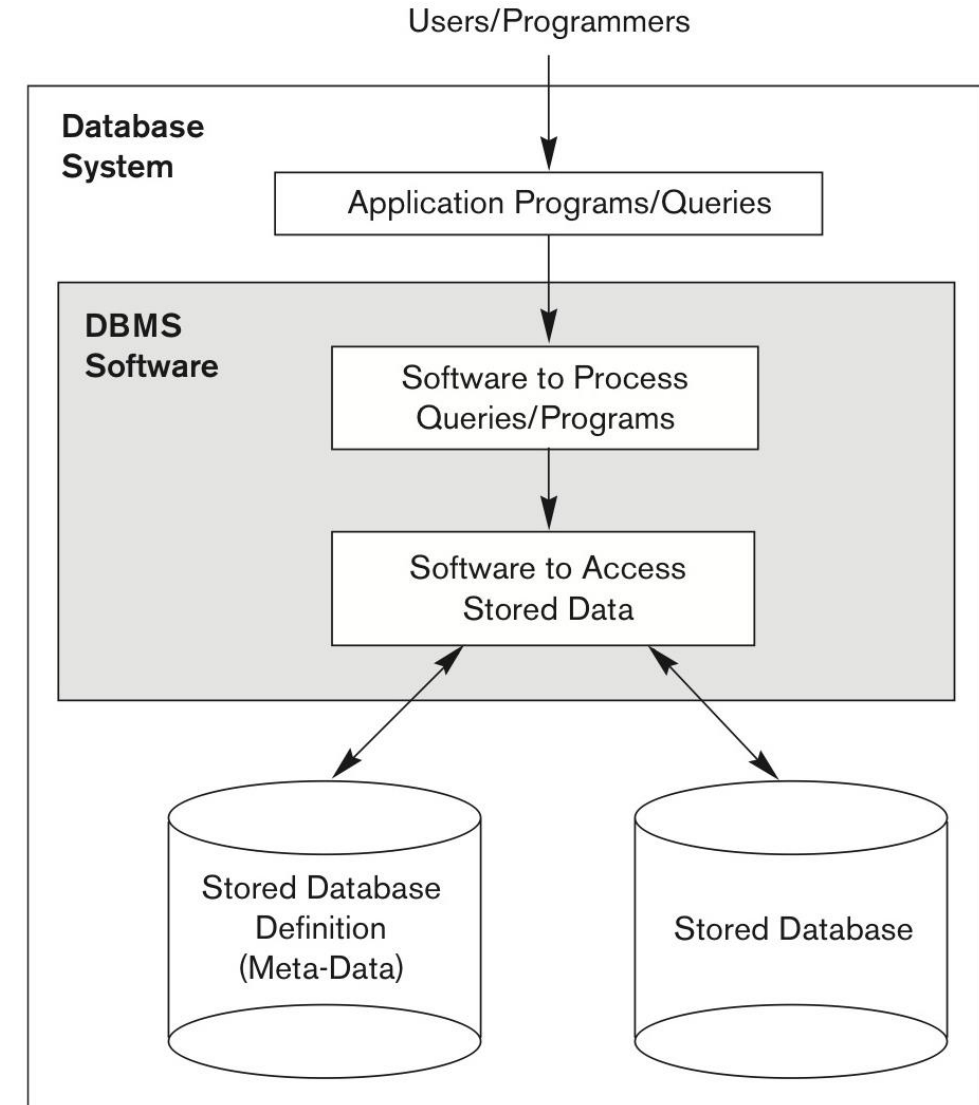 Users/Programmers
Database
System
Application Programs/Queries
DBMS
Software
Software to Process
Queries/Programs
Software to Access
Stored Data
Stored Database
Definition
(Meta-Data)
Stored Database